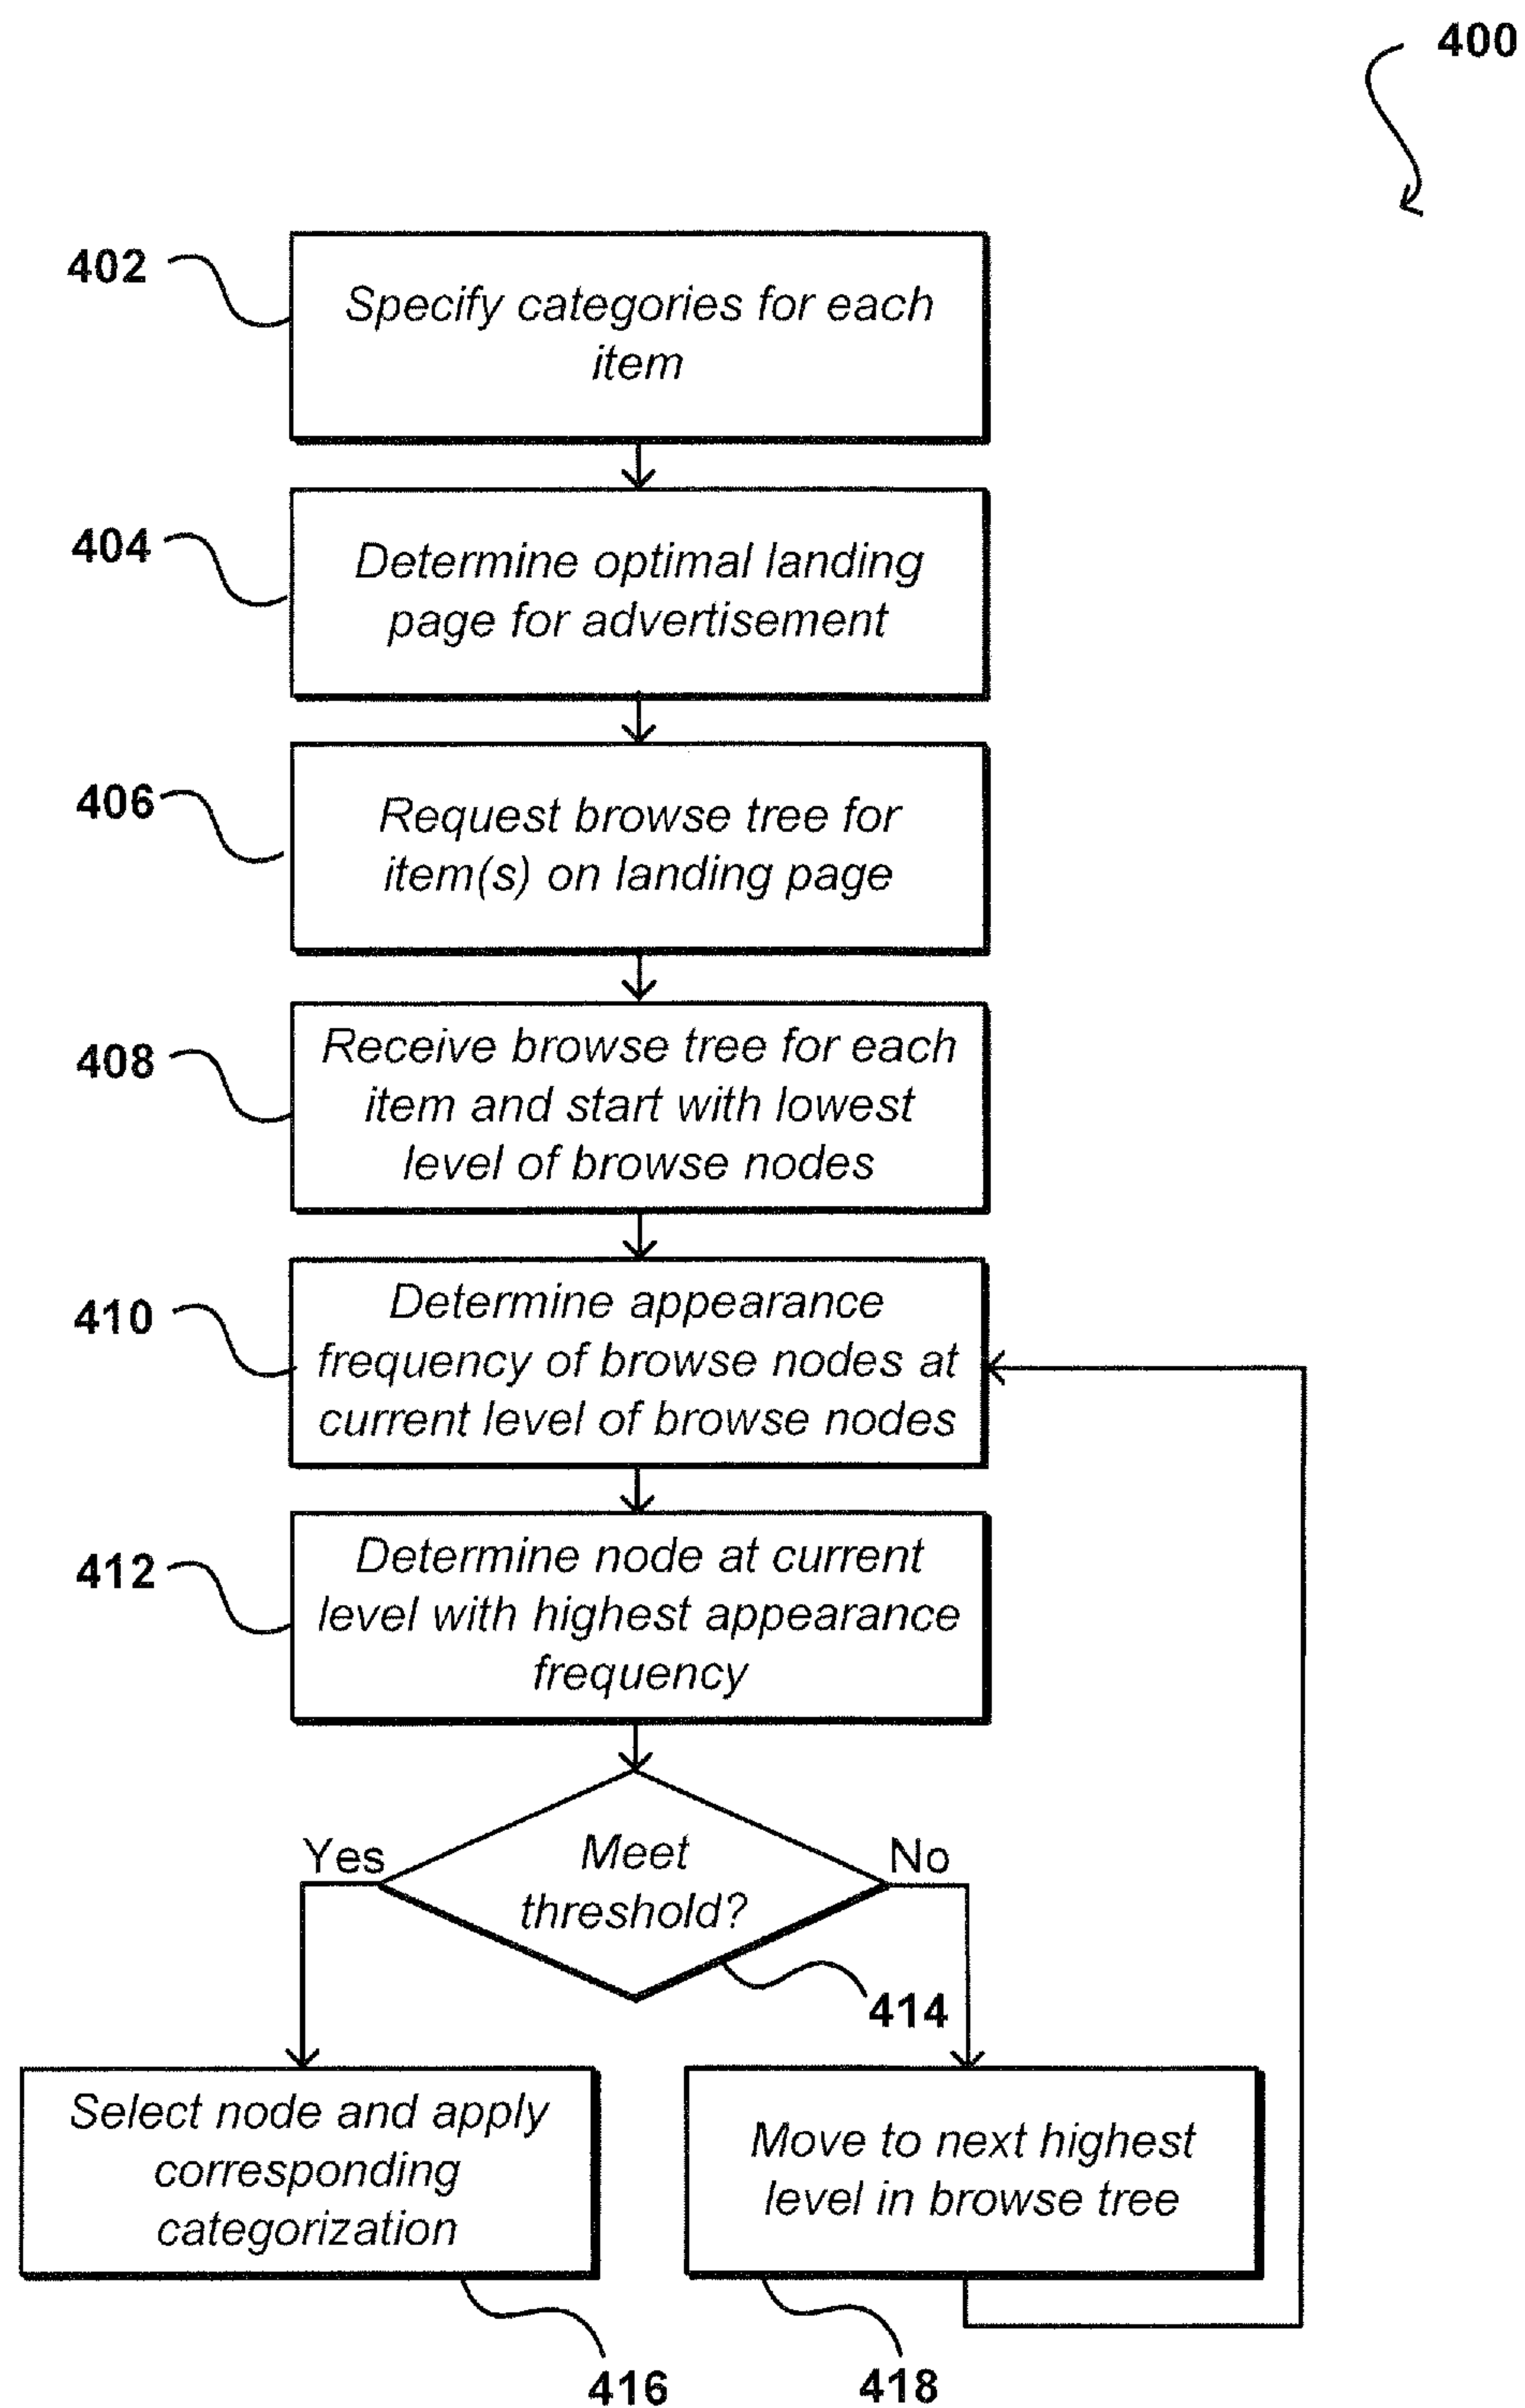 400
402
Specify categories for each
item
404
Determine optimal landing
page for advertisement
406
Request browse tree for
item(s) on landing page
408
Receive browse tree for each
item and start with lowest
level of browse nodes
410
Determine appearance
frequency of browse nodes at
current level of browse nodes
412
Determine node at current
level with highest appearance
frequency
Yes
Meet
threshold?
No
414
Select node and apply
corresponding
categorization
Move to next highest
level in browse tree
416
418